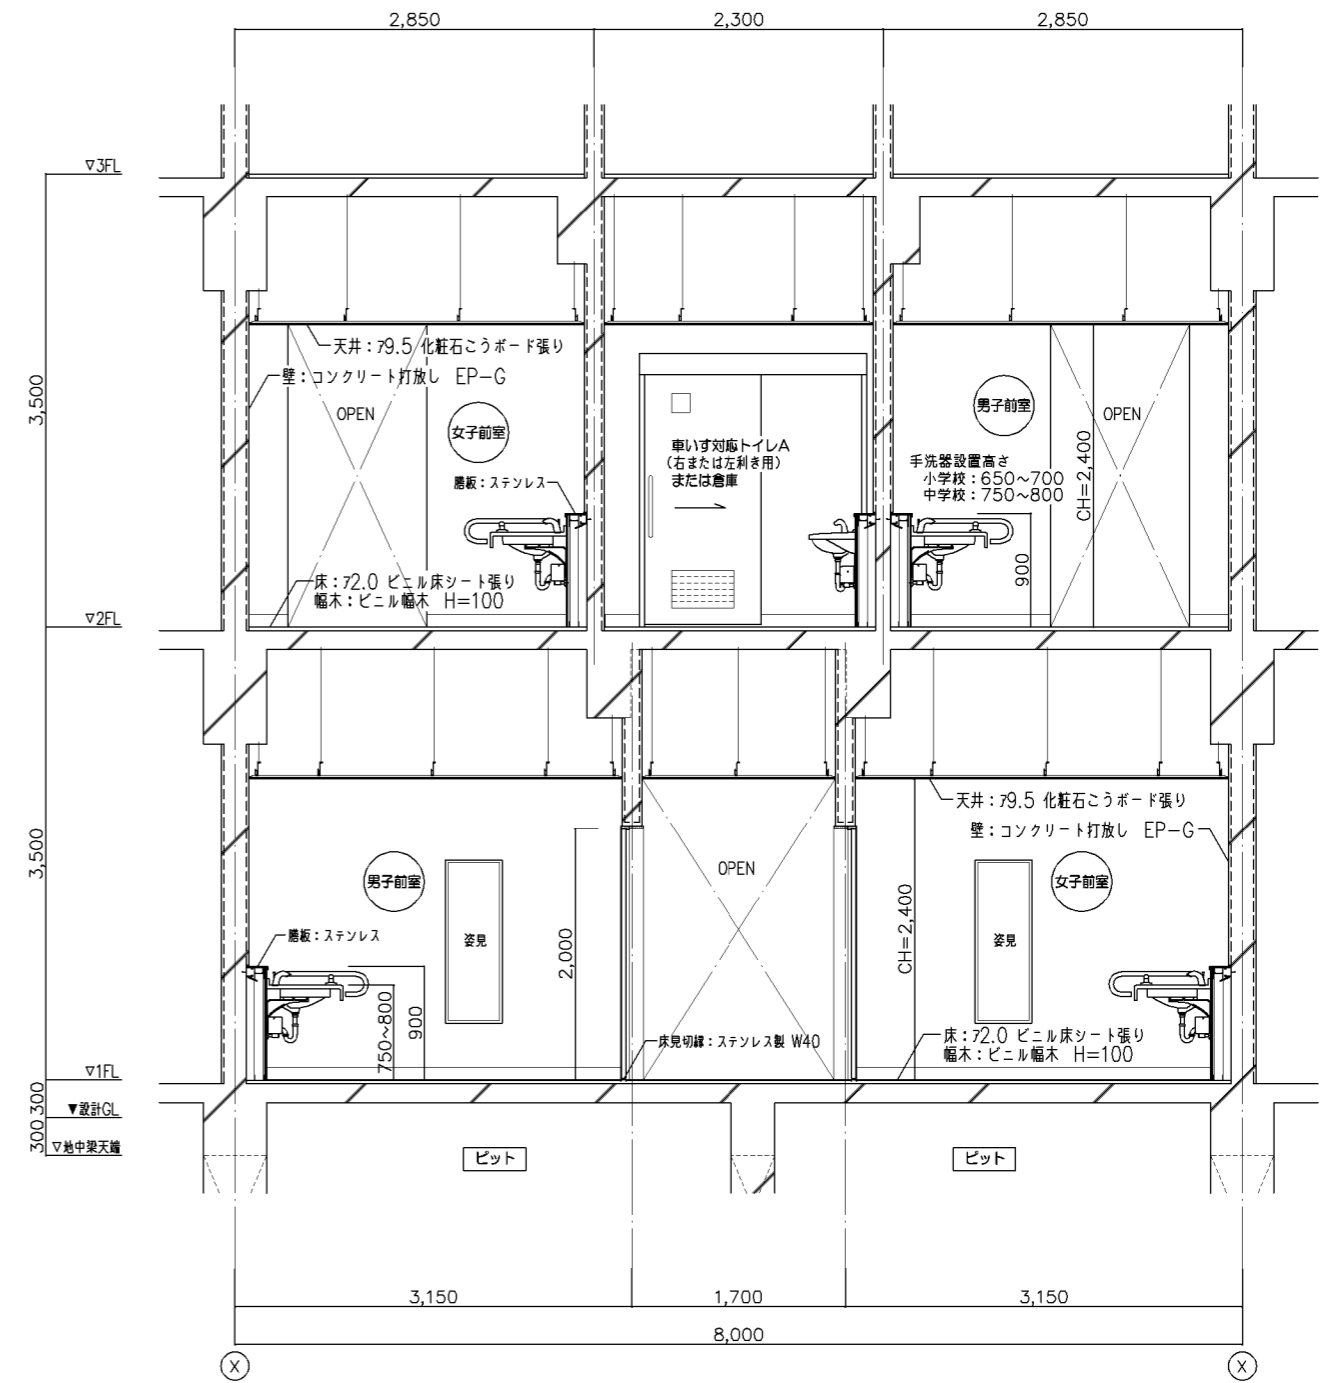 2,850
2,300
2,850
▽3FL
天井：ｱ9.5 化粧石こうボード張り
壁：コンクリート打放し EP-G
OPEN
女子前室
膳板：ステンレス
車いす対応トイレA
（右または左利き用）
または倉庫
男子前室
OPEN
手洗器設置高さ
小学校：650～700
中学校：750～800
CH=2,400
900
3,500
床：ｱ2.0 ビニル床シート張り
幅木：ビニル幅木 H=100
▽2FL
天井：ｱ9.5 化粧石こうボード張り
壁：コンクリート打放し EP-G
OPEN
男子前室
女子前室
3,500
姿見
姿見
膳板：ステンレス
2,000
CH=2,400
750～800
900
床見切縁：ステンレス製 W40
床：ｱ2.0 ビニル床シート張り
幅木：ビニル幅木 H=100
▽1FL
300
▼設計GL
300
▽地中梁天端
ピット
ピット
3,150
1,700
3,150
8,000
X
X